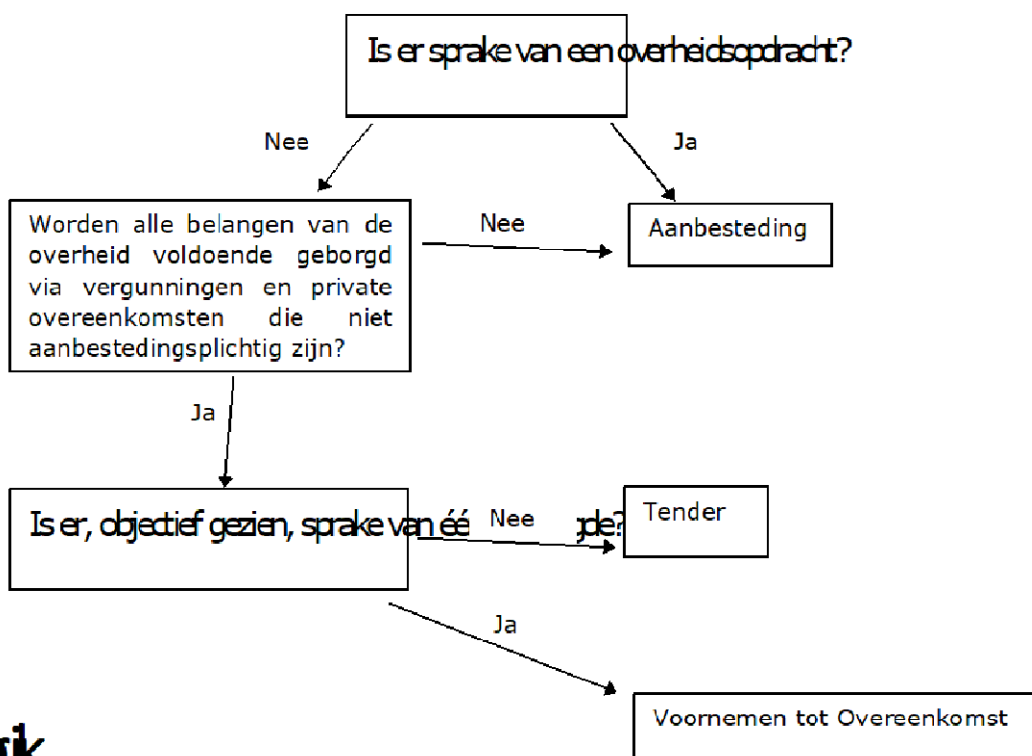 Is er sprake van een overheidsopdracht?
Nee
Ja
Worden alle belangen van de
overheid voldoende geborgd
via vergunningen en private
overeenkomsten die niet
aanbestedingsplichtig zijn?
Nee
Aanbesteding
Ja
Is er, objectief gezien, sprake van
Nee
Tender
Ja
Voornemen tot Overeenkomst